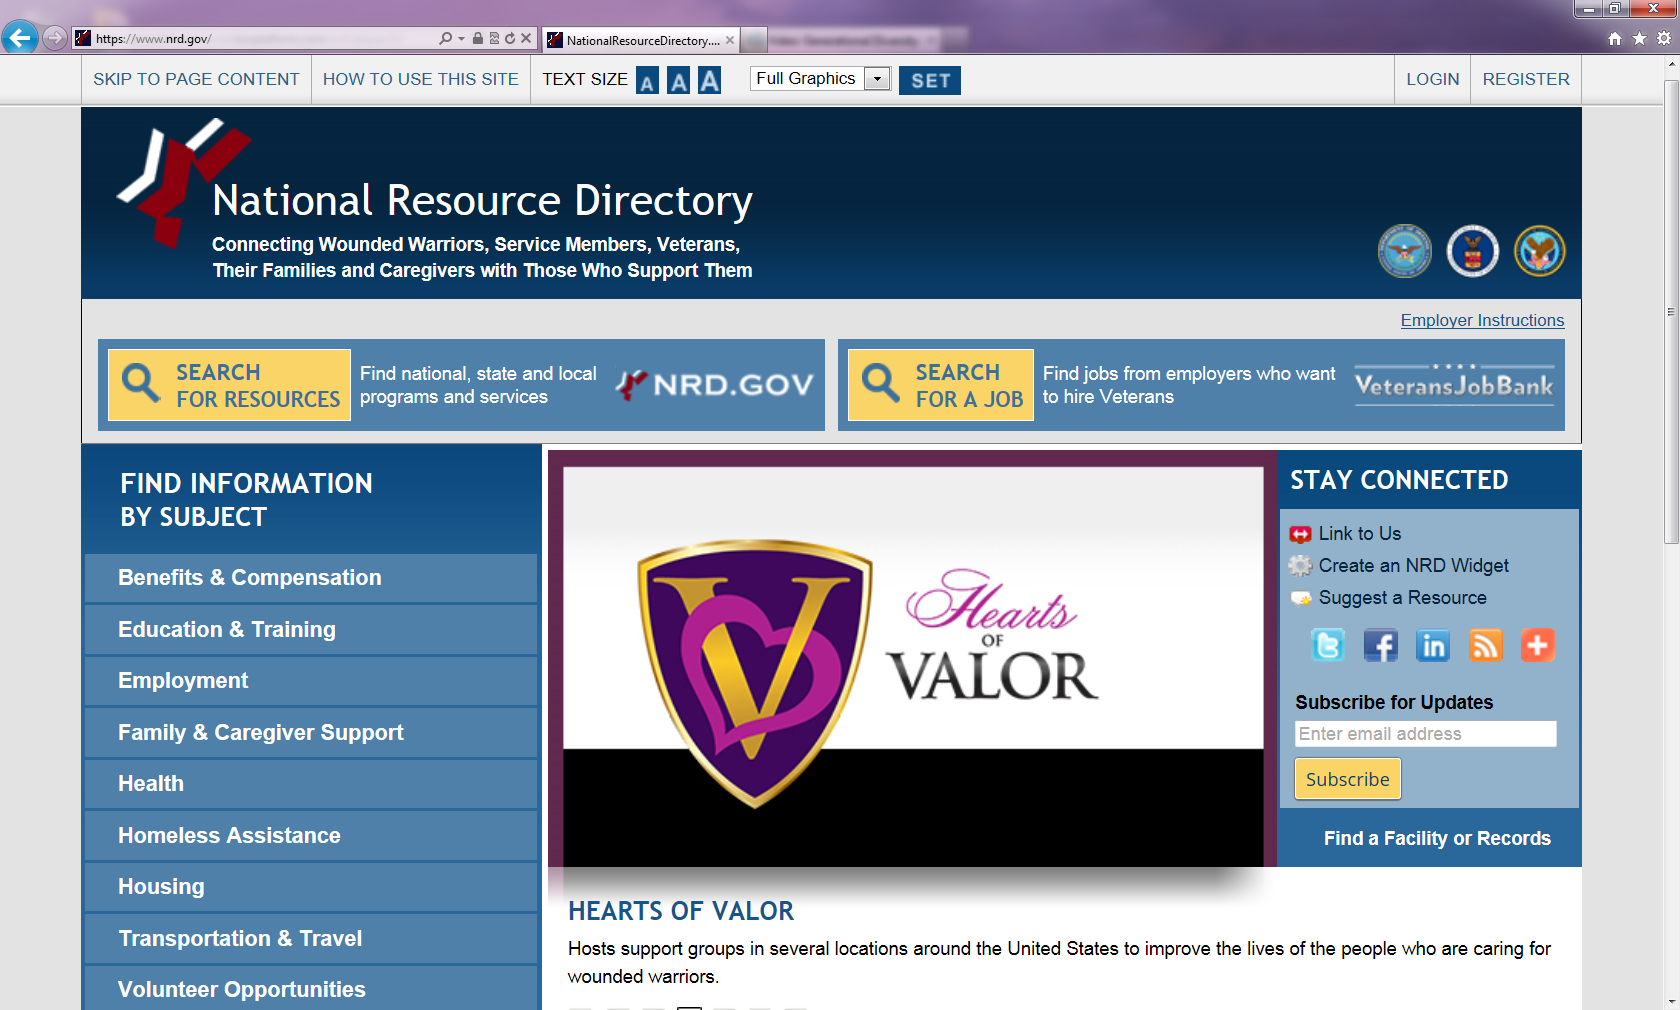 https://www.nrd.gov/
NationalResourceDirectory....
SKIP TO PAGE CONTENT
HOW TO USE THIS SITE
TEXT SIZE A A A
Full Graphics
SET
LOGIN
REGISTER
National Resource Directory
Connecting Wounded Warriors, Service Members, Veterans,
Their Families and Caregivers with Those Who Support Them
Employer Instructions
SEARCH
FOR RESOURCES
Find national, state and local
programs and services
NRD.GOV
SEARCH
FOR A JOB
Find jobs from employers who want
to hire Veterans
VeteransJobBank
FIND INFORMATION
BY SUBJECT
Benefits & Compensation
Education & Training
Employment
Family & Caregiver Support
Health
Homeless Assistance
Housing
Transportation & Travel
Volunteer Opportunities
V
Hearts
OF
VALOR
HEARTS OF VALOR
Hosts support groups in several locations around the United States to improve the lives of the people who are caring for
wounded warriors.
STAY CONNECTED
Link to Us
Create an NRD Widget
Suggest a Resource
Subscribe for Updates
Enter email address
Subscribe
Find a Facility or Records